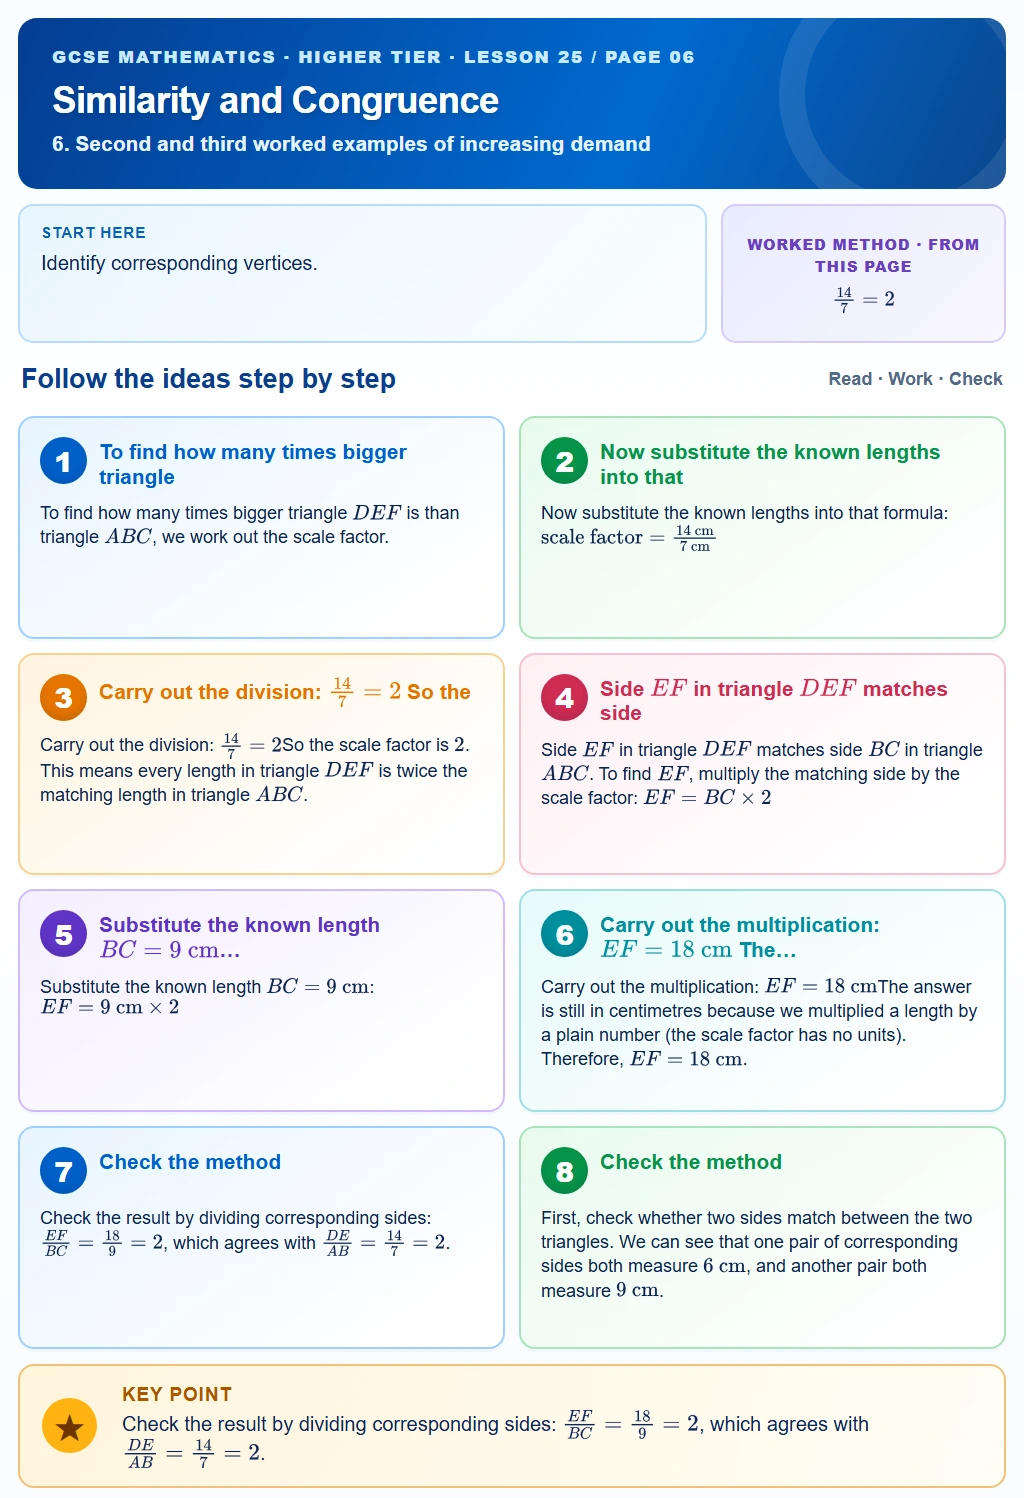 GCSE MATHEMATICS · HIGHER TIER · LESSON 25 / PAGE 06
Similarity and Congruence
6. Second and third worked examples of increasing demand
START HERE
Identify corresponding vertices.
WORKED METHOD · FROM
THIS PAGE
14/7 = 2
Follow the ideas step by step
Read · Work · Check
1
To find how many times bigger
triangle
To find how many times bigger triangle DEF is than
triangle ABC, we work out the scale factor.
2
Now substitute the known lengths
into that
Now substitute the known lengths into that formula:
scale factor = 14 cm/7 cm
3
Carry out the division: 14/7 = 2 So the
Carry out the division: 14/7 = 2So the scale factor is 2.
This means every length in triangle DEF is twice the
matching length in triangle ABC.
4
Side EF in triangle DEF matches
side
Side EF in triangle DEF matches side BC in triangle
ABC. To find EF, multiply the matching side by the
scale factor: EF = BC × 2
5
Substitute the known length
BC = 9 cm…
Substitute the known length BC = 9 cm:
EF = 9 cm × 2
6
Carry out the multiplication:
EF = 18 cm The…
Carry out the multiplication: EF = 18 cmThe answer
is still in centimetres because we multiplied a length by
a plain number (the scale factor has no units).
Therefore, EF = 18 cm.
7
Check the method
Check the result by dividing corresponding sides:
EF/BC = 18/9 = 2, which agrees with DE/AB = 14/7 = 2.
8
Check the method
First, check whether two sides match between the two
triangles. We can see that one pair of corresponding
sides both measure 6 cm, and another pair both
measure 9 cm.
KEY POINT
Check the result by dividing corresponding sides: EF/BC = 18/9 = 2, which agrees with
DE/AB = 14/7 = 2.